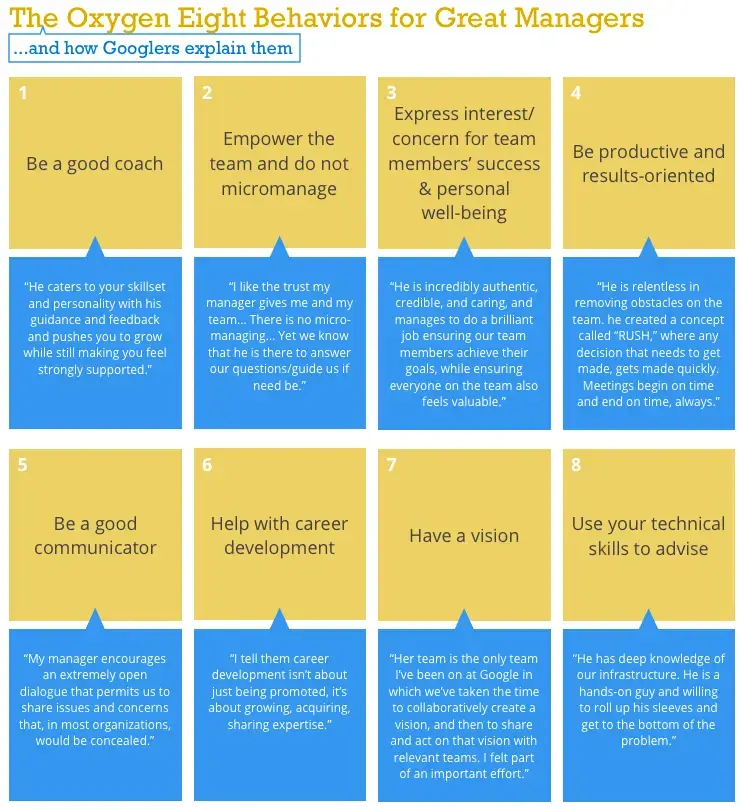 The Oxygen Eight Behaviors for Great Managers
...and how Googlers explain them
1
Be a good coach
2
Empower the
team and do not
micromanage
3
Express interest/
concern for team
members' success
& personal
well-being
4
Be productive and
results-oriented
"He caters to your skillset
and personality with his
guidance and feedback
and pushes you to grow
while still making you feel
strongly supported."
"I like the trust my
manager gives me and my
team... There is no micro-
managing... Yet we know
that he is there to answer
our questions/guide us if
need be."
"He is incredibly authentic,
credible, and caring, and
manages to do a brilliant
job ensuring our team
members achieve their
goals, while ensuring
everyone on the team also
feels valuable."
"He is relentless in
removing obstacles on the
team. he created a concept
called "RUSH," where any
decision that needs to get
made, gets made quickly.
Meetings begin on time
and end on time, always."
5
Be a good
communicator
6
Help with career
development
7
Have a vision
8
Use your technical
skills to advise
"My manager encourages
an extremely open
dialogue that permits us to
share issues and concerns
that, in most organizations,
would be concealed."
"I tell them career
development isn't about
just being promoted, it's
about growing, acquiring,
sharing expertise."
"Her team is the only team
I've been on at Google in
which we've taken the time
to collaboratively create a
vision, and then to share
and act on that vision with
relevant teams. I felt part
of an important effort."
"He has deep knowledge of
our infrastructure. He is a
hands-on guy and willing
to roll up his sleeves and
get to the bottom of the
problem."